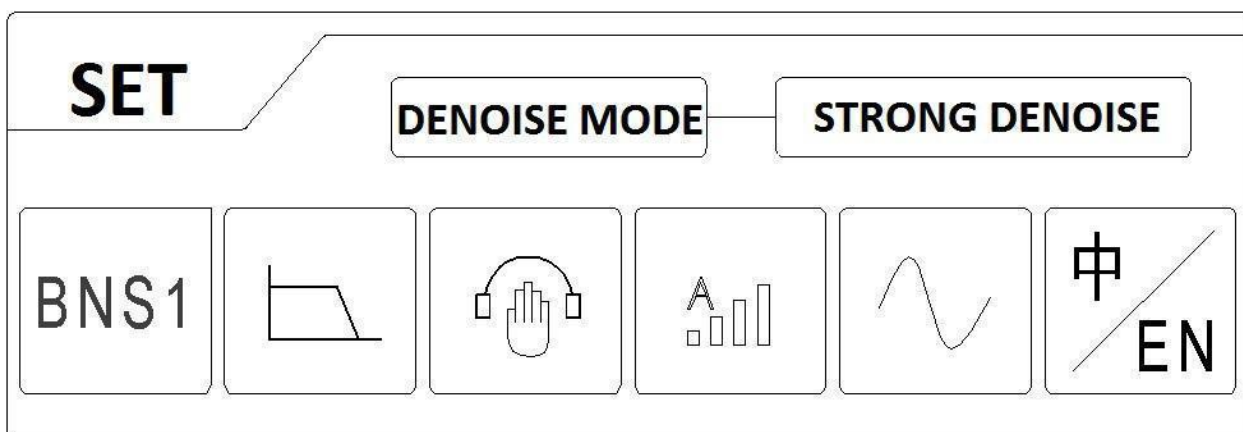 SET
DENOISE MODE
STRONG DENOISE
BNS1
A
中
EN